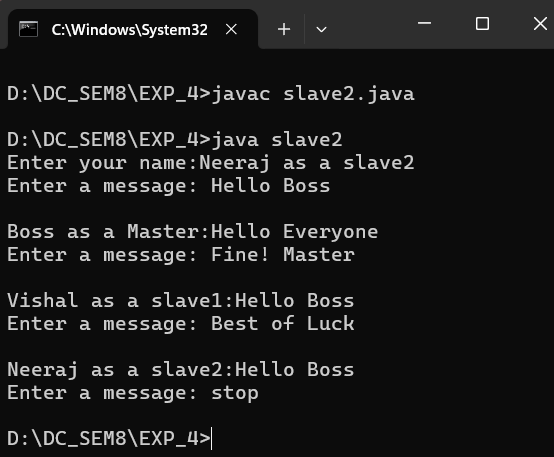 C:\Windows\System32
D:\DC_SEM8\EXP_4>javac slave2.java
D:\DC_SEM8\EXP_4>java slave2
Enter your name:Neeraj as a slave2
Enter a message: Hello Boss
Boss as a Master:Hello Everyone
Enter a message: Fine! Master
Vishal as a slave1:Hello Boss
Enter a message: Best of Luck
Neeraj as a slave2:Hello Boss
Enter a message: stop
D:\DC_SEM8\EXP_4>